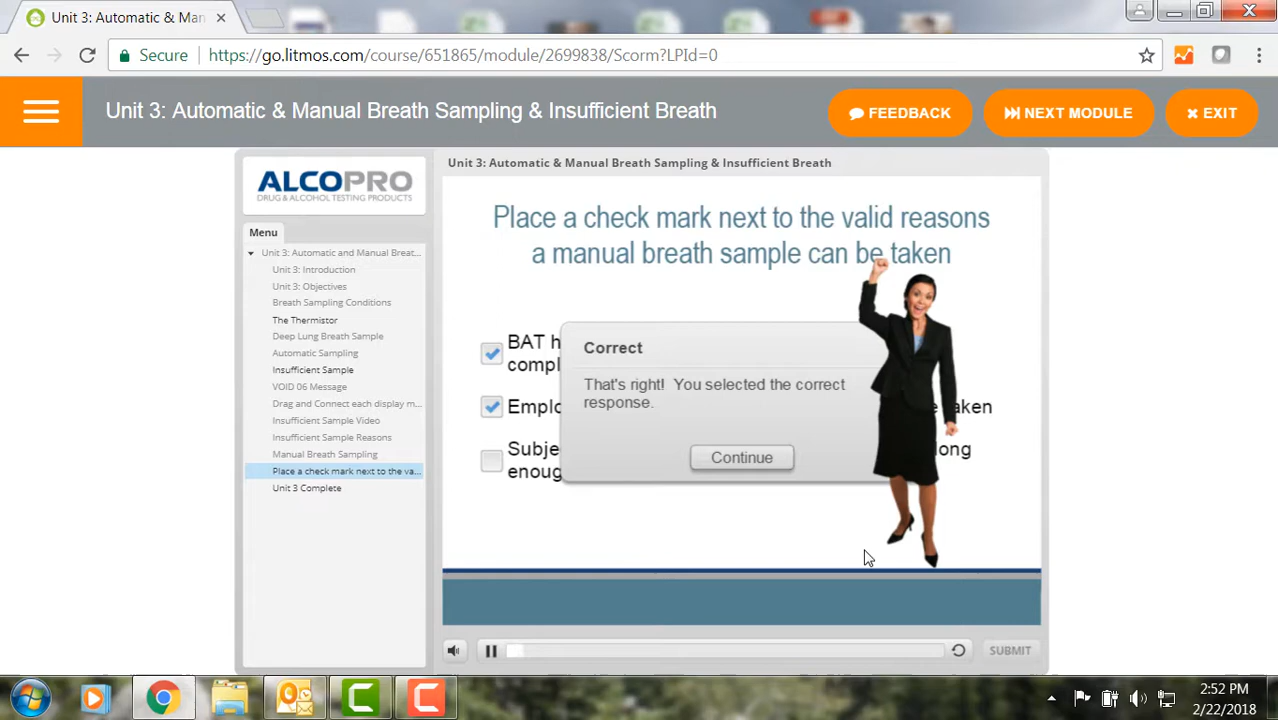 Unit 3: Automatic & Man
Secure https://go.litmos.com/course/651865/module/2699838/Scorm?LPId=0
Unit 3: Automatic & Manual Breath Sampling & Insufficient Breath
FEEDBACK
NEXT MODULE
EXIT
ALCOPRO
DRUG & ALCOHOL TESTING PRODUCTS
Menu
Unit 3: Automatic and Manual Breat...
Unit 3: Introduction
Unit 3: Objectives
Breath Sampling Conditions
The Thermistor
Deep Lung Breath Sample
Automatic Sampling
Insufficient Sample
VOID 06 Message
Drag and Connect each display m...
Insufficient Sample Video
Insufficient Sample Reasons
Manual Breath Sampling
Place a check mark next to the va...
Unit 3 Complete
Unit 3: Automatic & Manual Breath Sampling & Insufficient Breath
Place a check mark next to the valid reasons
a manual breath sample can be taken
BAT h
compl
Emplo
aken
Subje
long
enoug
Correct
That's right! You selected the correct
response.
Continue
SUBMIT
2:52 PM
2/22/2018